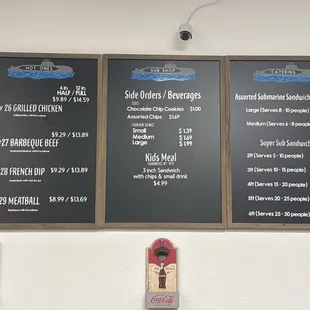 HOT ONES
6 in. 12 in.
HALF / FULL
#26 GRILLED CHICKEN $9.89 / $14.59
#27 BARBEQUE BEEF $9.29 / $13.89
28 FRENCH DIP $9.29 / $13.89
29 MEATBALL $8.99 / $13.69
SUB SHOP
Side Orders / Beverages
Chocolate Chip Cookies $1.00
Assorted Chips $1.69
Small $1.39
Medium $1.69
Large $1.99
Kids Meal
3 inch Sandwich
with chips & small drink
$4.99
CATERING
Assorted Submarine Sandwich
Large (Serves 8 - 10 people)
Medium (Serves 6 - 8 people)
Super Sub Sandwich
2ft (Serves 5 - 10 people)
3ft (Serves 10 - 15 people)
4ft (Serves 15 - 20 people)
5ft (Serves 20 - 25 people)
6ft (Serves 25 - 30 people)
Coca-Cola